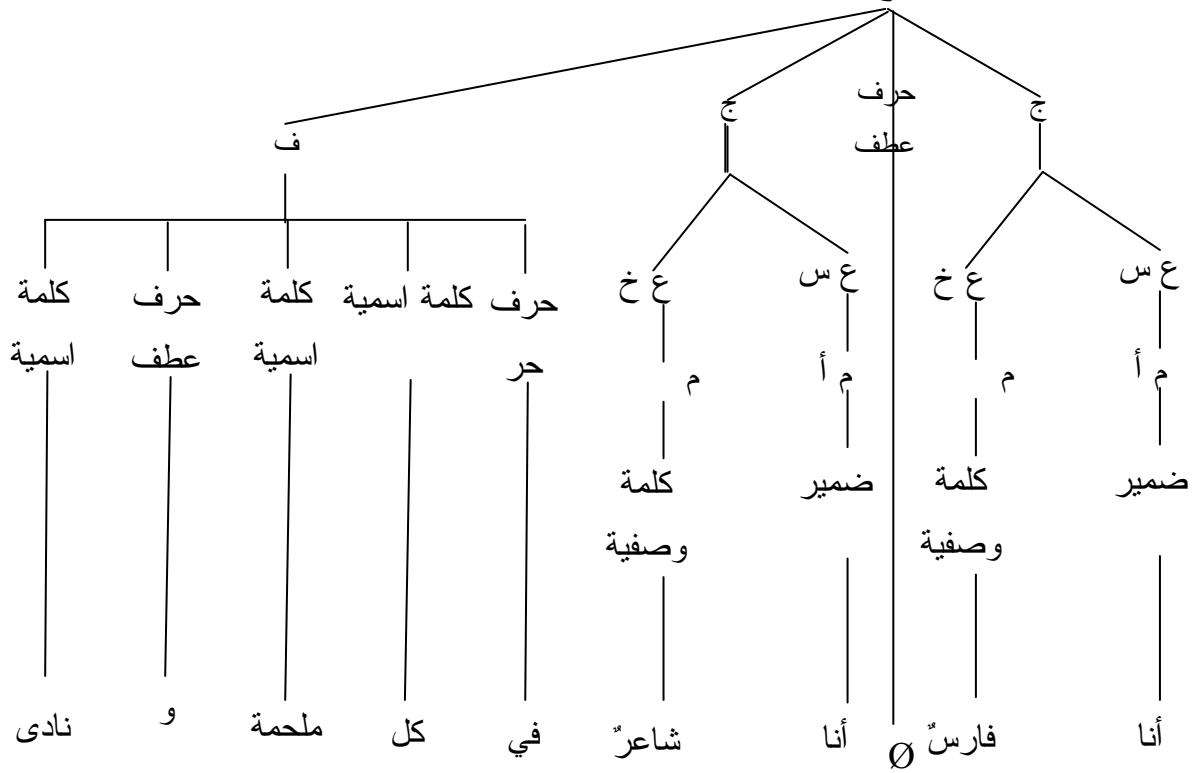 ج حرف عطف ج ف
ع س ع خ ع س ع خ حرف حر كلمة اسمية كلمة اسمية حرف عطف كلمة اسمية
م أ م م أ م
ضمير كلمة وصفية ضمير كلمة وصفية
أنا فارسٌ Ø أنا شاعرٌ في كل ملحمة و نادى